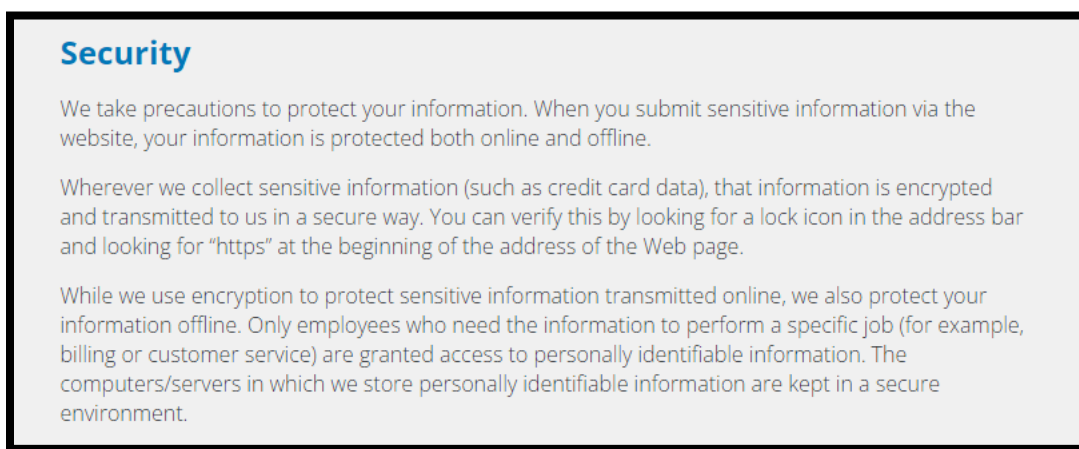 Security
We take precautions to protect your information. When you submit sensitive information via the
website, your information is protected both online and offline.
Wherever we collect sensitive information (such as credit card data), that information is encrypted
and transmitted to us in a secure way. You can verify this by looking for a lock icon in the address bar
and looking for “https” at the beginning of the address of the Web page.
While we use encryption to protect sensitive information transmitted online, we also protect your
information offline. Only employees who need the information to perform a specific job (for example,
billing or customer service) are granted access to personally identifiable information. The
computers/servers in which we store personally identifiable information are kept in a secure
environment.